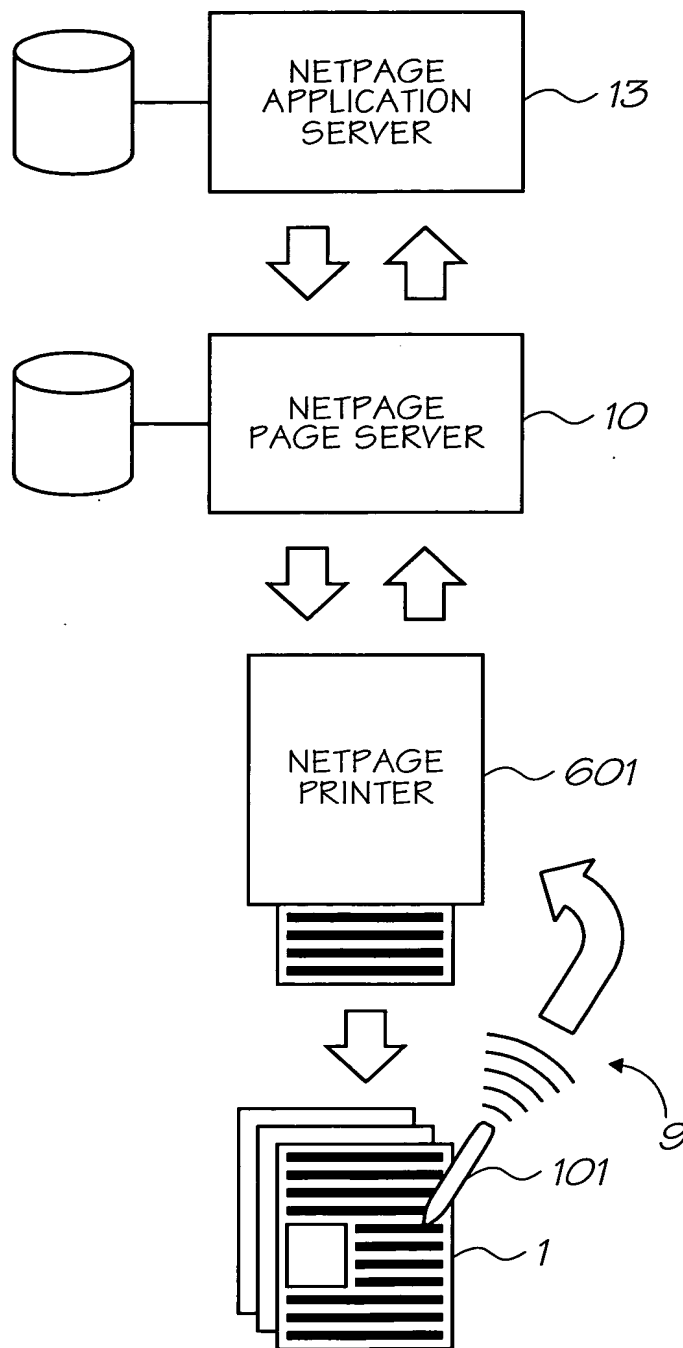 NETPAGE
APPLICATION
SERVER
13
NETPAGE
PAGE SERVER
10
NETPAGE
PRINTER
601
9
101
1